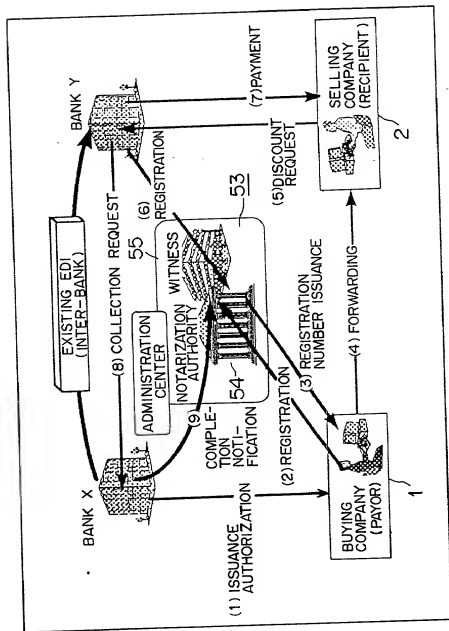 EXISTING EDI
(INTER-BANK)
BANK X
BANK Y
(8) COLLECTION REQUEST
(6) REGISTRATION
55
53
ADMINISTRATION
CENTER
NOTARIZATION
AUTHORITY
WITNESS
54
(9)
COMPLE-
TION
NOTI-
FICATION
(1) ISSUANCE
AUTHORIZATION
(2) REGISTRATION
(3) REGISTRATION
NUMBER ISSUANCE
(5) DISCOUNT
REQUEST
(7) PAYMENT
BUYING
COMPANY
(PAYOR)
1
(4) FORWARDING
SELLING
COMPANY
(RECIPIENT)
2